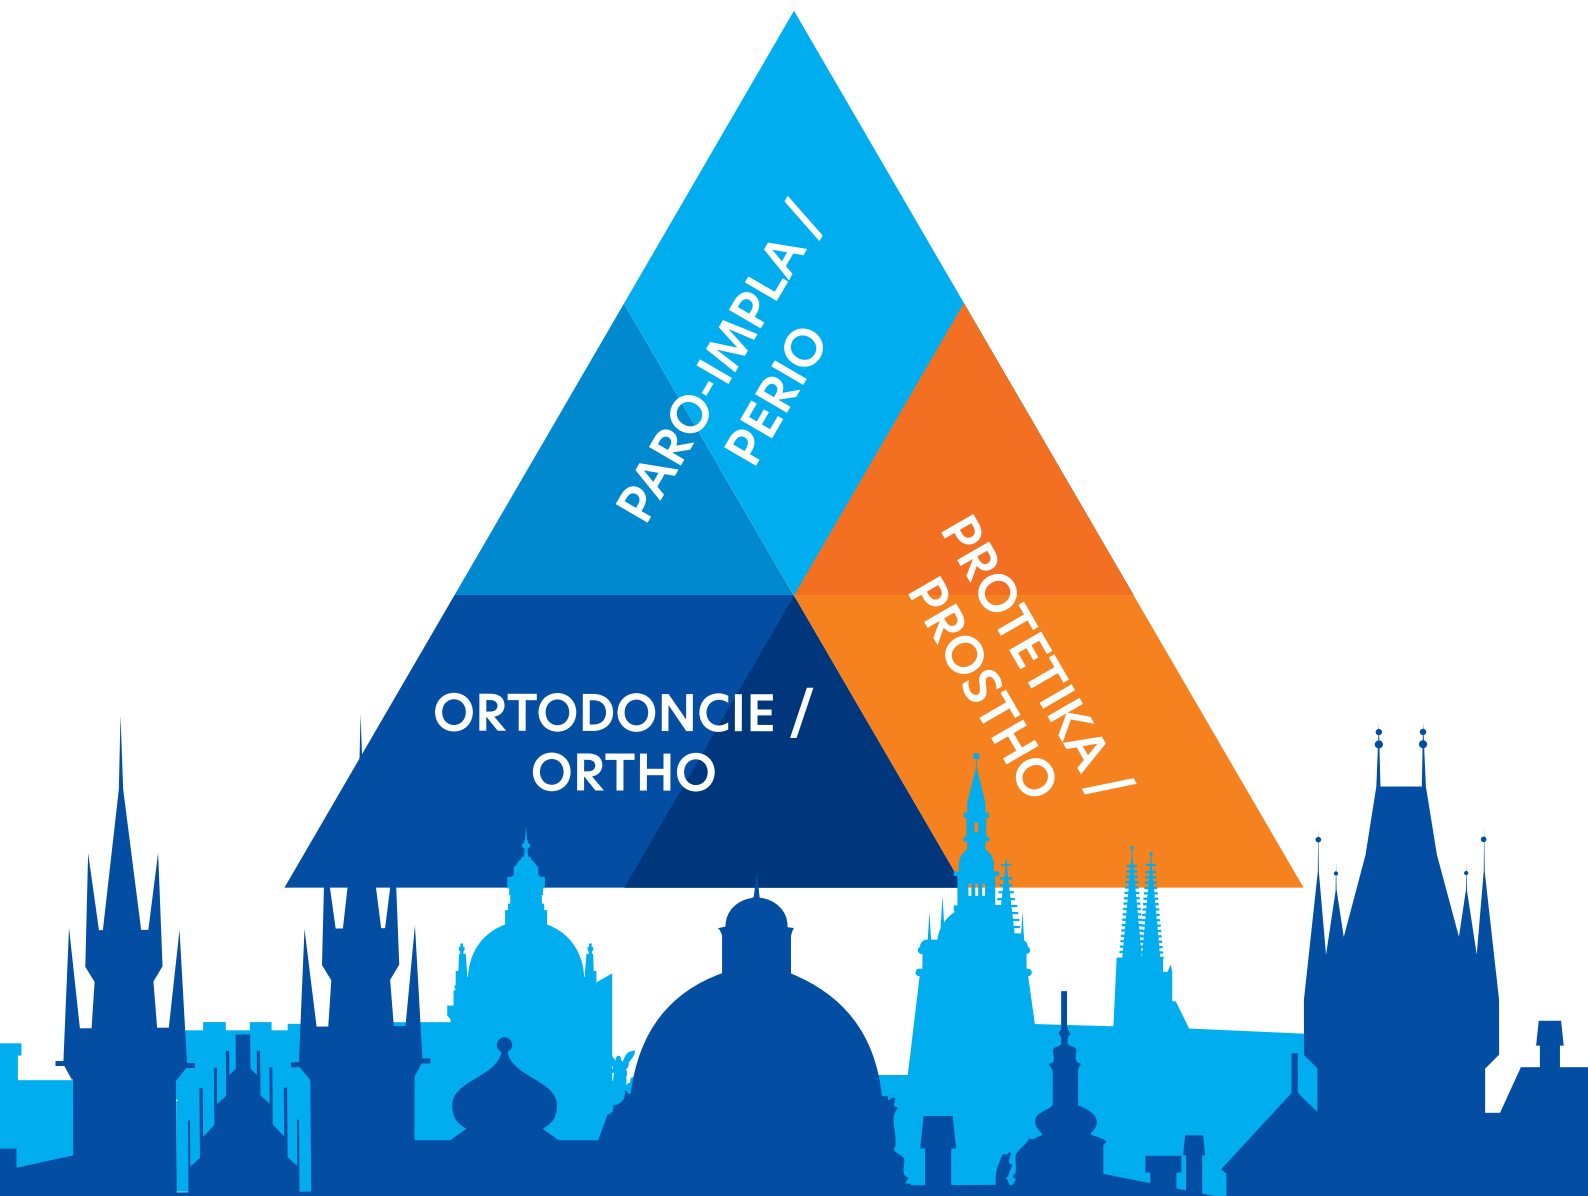 PARO-IMPLA /
PERIO
PROTETIKA /
PROSTHO
ORTODONCIE /
ORTHO